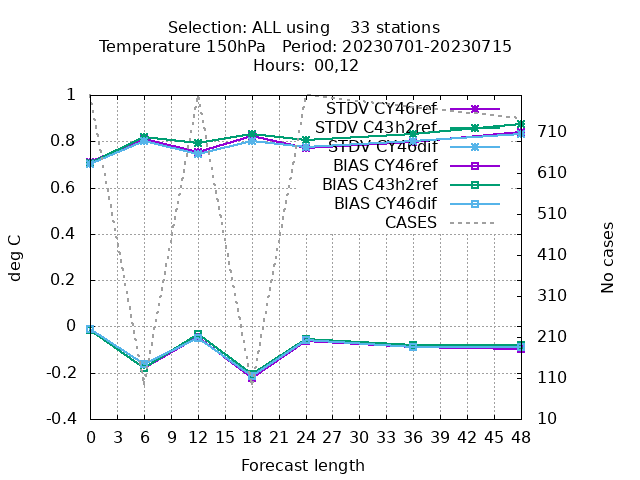 Selection: ALL using    33 stations
Temperature 150hPa   Period: 20230701-20230715
Hours:  00,12
STDV CY46ref
STDV C43h2ref
STDV CY46dif
BIAS CY46ref
BIAS C43h2ref
BIAS CY46dif
CASES
1
0.8
0.6
0.4
0.2
0
-0.2
-0.4
deg C
710
610
510
410
310
210
110
10
No cases
0 3 6 9 12 15 18 21 24 27 30 33 36 39 42 45 48
Forecast length